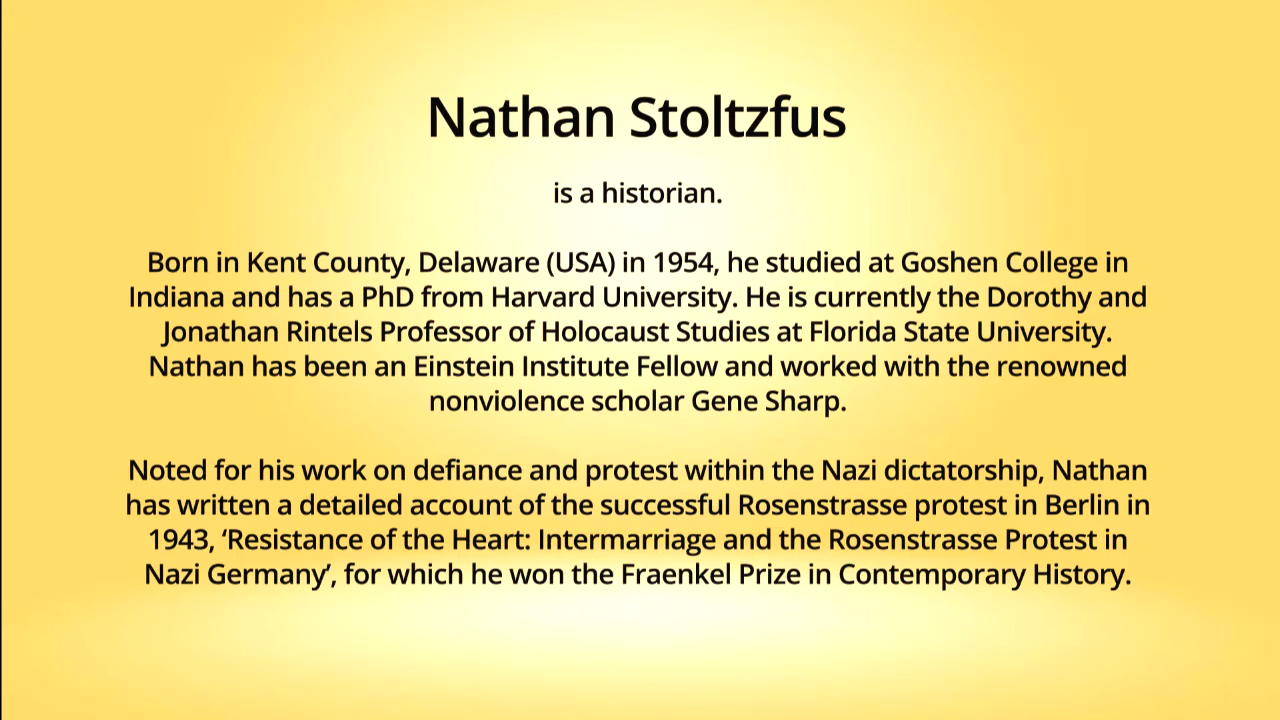 Nathan Stoltzfus
is a historian.
Born in Kent County, Delaware (USA) in 1954, he studied at Goshen College in
Indiana and has a PhD from Harvard University. He is currently the Dorothy and
Jonathan Rintels Professor of Holocaust Studies at Florida State University.
Nathan has been an Einstein Institute Fellow and worked with the renowned
nonviolence scholar Gene Sharp.
Noted for his work on defiance and protest within the Nazi dictatorship, Nathan
has written a detailed account of the successful Rosenstrasse protest in Berlin in
1943, ‘Resistance of the Heart: Intermarriage and the Rosenstrasse Protest in
Nazi Germany’, for which he won the Fraenkel Prize in Contemporary History.